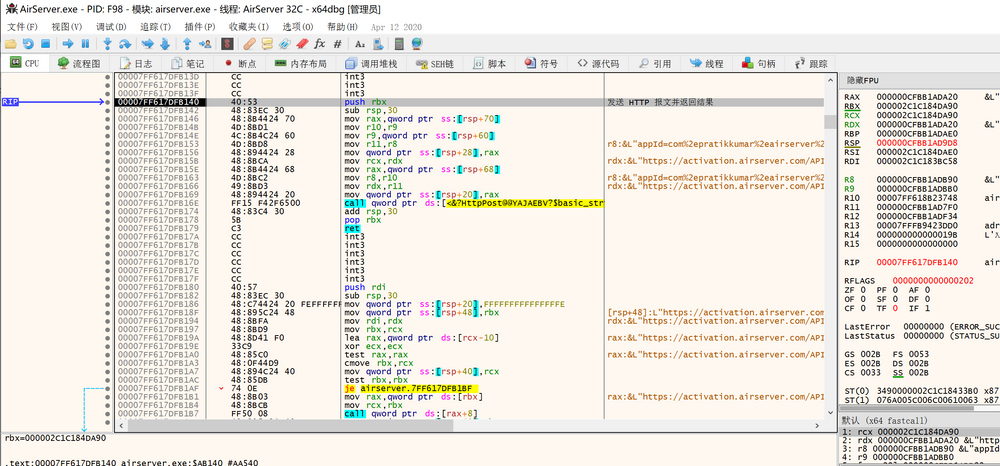 AirServer.exe - PID: F98 - 模块: airserver.exe - 线程: AirServer 32C - x64dbg [管理员]
文件(F) 视图(V) 调试(D) 追踪(T) 插件(P) 收藏夹(I) 选项(O) 帮助(H) Apr 12 2020
CPU 流程图 日志 笔记 断点 内存布局 调用堆栈 SEH链 脚本 符号 源代码 引用 线程 句柄 跟踪
00007FF617DFB13D CC int3
00007FF617DFB13E CC int3
00007FF617DFB13F CC int3
RIP 00007FF617DFB140 40:53 push rbx 发送 HTTP 报文并返回结果
00007FF617DFB142 48:83EC 30 sub rsp,30
00007FF617DFB146 48:8B4424 70 mov rax,qword ptr ss:[rsp+70]
00007FF617DFB14B 4D:8BD1 mov r10,r9
00007FF617DFB14E 4C:8B4C24 60 mov r9,qword ptr ss:[rsp+60]
00007FF617DFB153 4D:8BD8 mov r11,r8 r8:&L"appId=com%2epratikkumar%2eairserver%2
00007FF617DFB156 48:894424 28 mov qword ptr ss:[rsp+28],rax
00007FF617DFB15B 48:8BCA mov rcx,rdx rdx:&L"https://activation.airserver.com/API
00007FF617DFB15E 48:8B4424 68 mov rax,qword ptr ss:[rsp+68]
00007FF617DFB163 4D:8BC2 mov r8,r10 r8:&L"appId=com%2epratikkumar%2eairserver%2
00007FF617DFB166 49:8BD3 mov rdx,r11 rdx:&L"https://activation.airserver.com/API
00007FF617DFB169 48:894424 20 mov qword ptr ss:[rsp+20],rax
00007FF617DFB16E FF15 F42F6500 call qword ptr ds:[<&?HttpPost@@YAJAEBV?$basic_str
00007FF617DFB174 48:83C4 30 add rsp,30
00007FF617DFB178 5B pop rbx
00007FF617DFB179 C3 ret
00007FF617DFB17A CC int3
00007FF617DFB17B CC int3
00007FF617DFB17C CC int3
00007FF617DFB17D CC int3
00007FF617DFB17E CC int3
00007FF617DFB17F CC int3
00007FF617DFB180 40:57 push rdi
00007FF617DFB182 48:83EC 30 sub rsp,30
00007FF617DFB186 48:C74424 20 FEFFFFFF mov qword ptr ss:[rsp+20],FFFFFFFFFFFFFFFE
00007FF617DFB18F 48:895C24 48 mov qword ptr ss:[rsp+48],rbx [rsp+48]:L"https://activation.airserver.com
00007FF617DFB194 48:8BFA mov rdi,rdx rdx:&L"https://activation.airserver.com/API
00007FF617DFB197 48:8BD9 mov rbx,rcx
00007FF617DFB19A 48:8D41 F0 lea rax,qword ptr ds:[rcx-10] rax:&L"https://activation.airserver.com/API
00007FF617DFB19E 33C9 xor ecx,ecx
00007FF617DFB1A0 48:85C0 test rax,rax rax:&L"https://activation.airserver.com/API
00007FF617DFB1A3 48:0F44D9 cmove rbx,rcx
00007FF617DFB1A7 48:894C24 40 mov qword ptr ss:[rsp+40],rcx
00007FF617DFB1AC 48:85DB test rbx,rbx
00007FF617DFB1AF 74 0E je airserver.7FF617DFB1BF
00007FF617DFB1B1 48:8B03 mov rax,qword ptr ds:[rbx] rax:&L"https://activation.airserver.com/API
00007FF617DFB1B4 48:8BCB mov rcx,rbx
00007FF617DFB1B7 FF50 08 call qword ptr ds:[rax+8]
rbx=000002C1C184DA90
.text:00007FF617DFB140 airserver.exe:$AB140 #AA540
隐藏FPU
RAX 000000CFBB1ADA20 &L"
RBX 000002C1C184DA90
RCX 000002C1C184DA90
RDX 000000CFBB1ADA20 &L"
RBP 000000CFBB1ADAE0
RSP 000000CFBB1AD9D8
RSI 000000CFBB1ADAE0
RDI 000002C183BC58
R8 000000CFBB1ADB90 &L"
R9 000000CFBB1ADBB0
R10 00007FF618B23748 air
R11 000000CFBB1AD7F0
R12 000000CFBB1ADF34
R13 00007FFFB9423DD0 adr
R14 000000000000019B
R15 0000000000000000
RIP 00007FF617DFB140 air
RFLAGS 0000000000000202
ZF 0 PF 0 AF 0
OF 0 SF 0 DF 0
CF 0 TF 0 IF 1
LastError 00000000 (ERROR_SUC
LastStatus 00000000 (STATUS_SU
GS 002B FS 0053
ES 002B DS 002B
CS 0033 SS 002B
ST(0) 3490000002C1C18433B0 x87
ST(1) 076A005C006C00610063 x87
默认 (x64 fastcall)
1: rcx 000002C1C184DA90
2: rdx 000000CFBB1ADA20 &L"http
3: r8 000000CFBB1ADB90 &L"appI
4: r9 000000CFBB1ADBB0